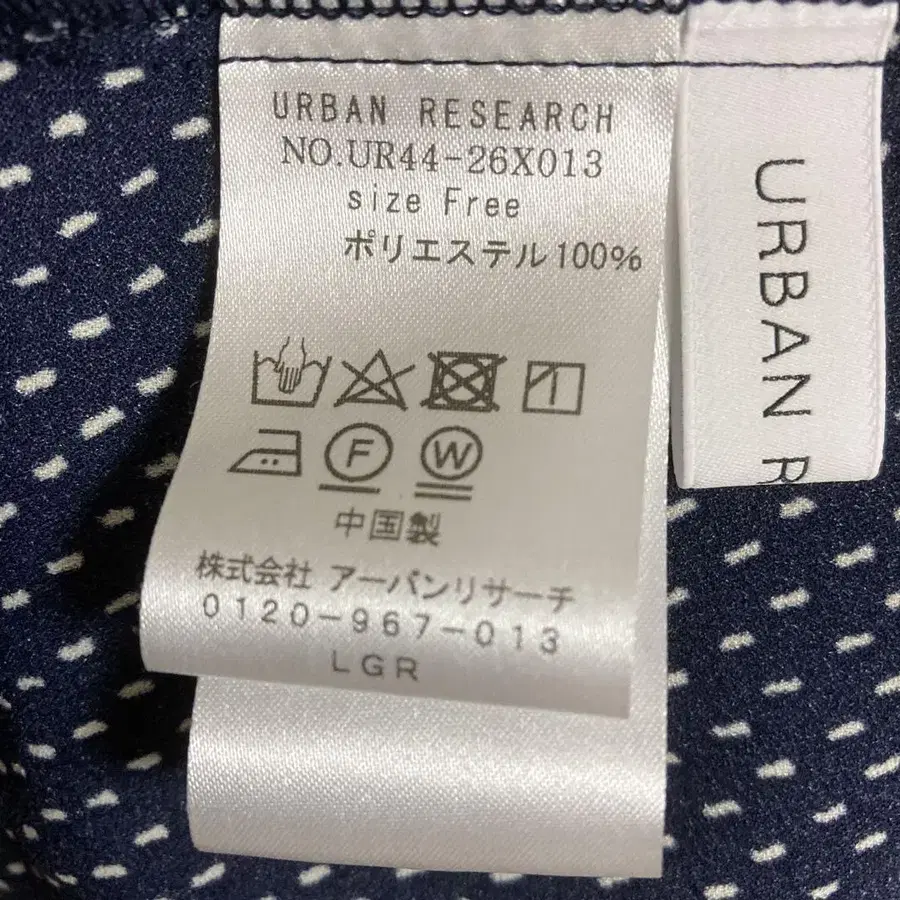 URBAN RESEARCH
NO.UR44-26X013
size Free
ポリエステル100%
F W
中国製
株式会社 アーバンリサーチ
0120-967-013
LGR
URBAN R